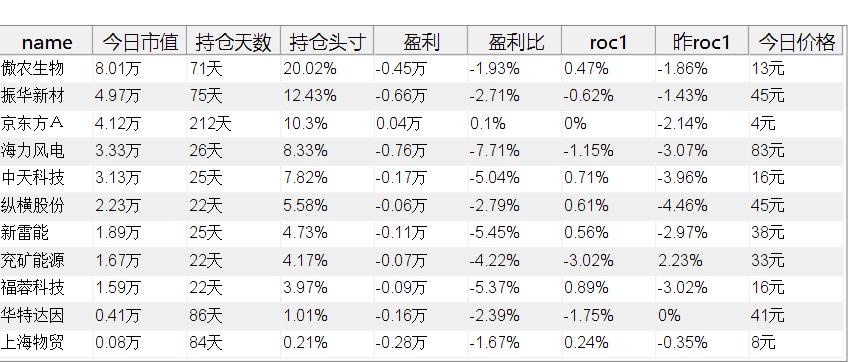 name 今日市值 持仓天数 持仓头寸 盈利 盈利比 roc1 昨roc1 今日价格
傲农生物 8.01万 71天 20.02% -0.45万 -1.93% 0.47% -1.86% 13元
振华新材 4.97万 75天 12.43% -0.66万 -2.71% -0.62% -1.43% 45元
京东方Ａ 4.12万 212天 10.3% 0.04万 0.1% 0% -2.14% 4元
海力风电 3.33万 26天 8.33% -0.76万 -7.71% -1.15% -3.07% 83元
中天科技 3.13万 25天 7.82% -0.17万 -5.04% 0.71% -3.96% 16元
纵横股份 2.23万 22天 5.58% -0.06万 -2.79% 0.61% -4.46% 45元
新雷能 1.89万 25天 4.73% -0.11万 -5.45% 0.56% -2.97% 38元
兖矿能源 1.67万 22天 4.17% -0.07万 -4.22% -3.02% 2.23% 33元
福蓉科技 1.59万 22天 3.97% -0.09万 -5.37% 0.89% -3.02% 16元
华特达因 0.41万 86天 1.01% -0.16万 -2.39% -1.75% 0% 41元
上海物贸 0.08万 84天 0.21% -0.28万 -1.67% 0.24% -0.35% 8元